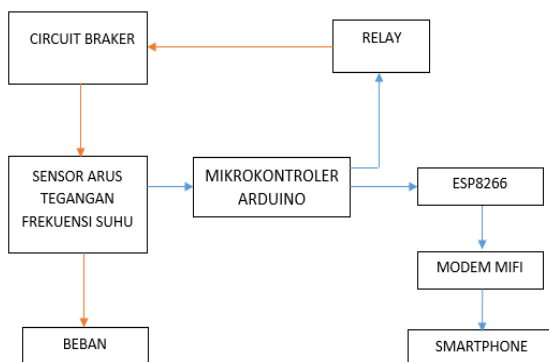 CIRCUIT BRAKER
RELAY
SENSOR ARUS
TEGANGAN
FREKUENSI SUHU
MIKROKONTROLER
ARDUINO
ESP8266
MODEM MIFI
BEBAN
SMARTPHONE